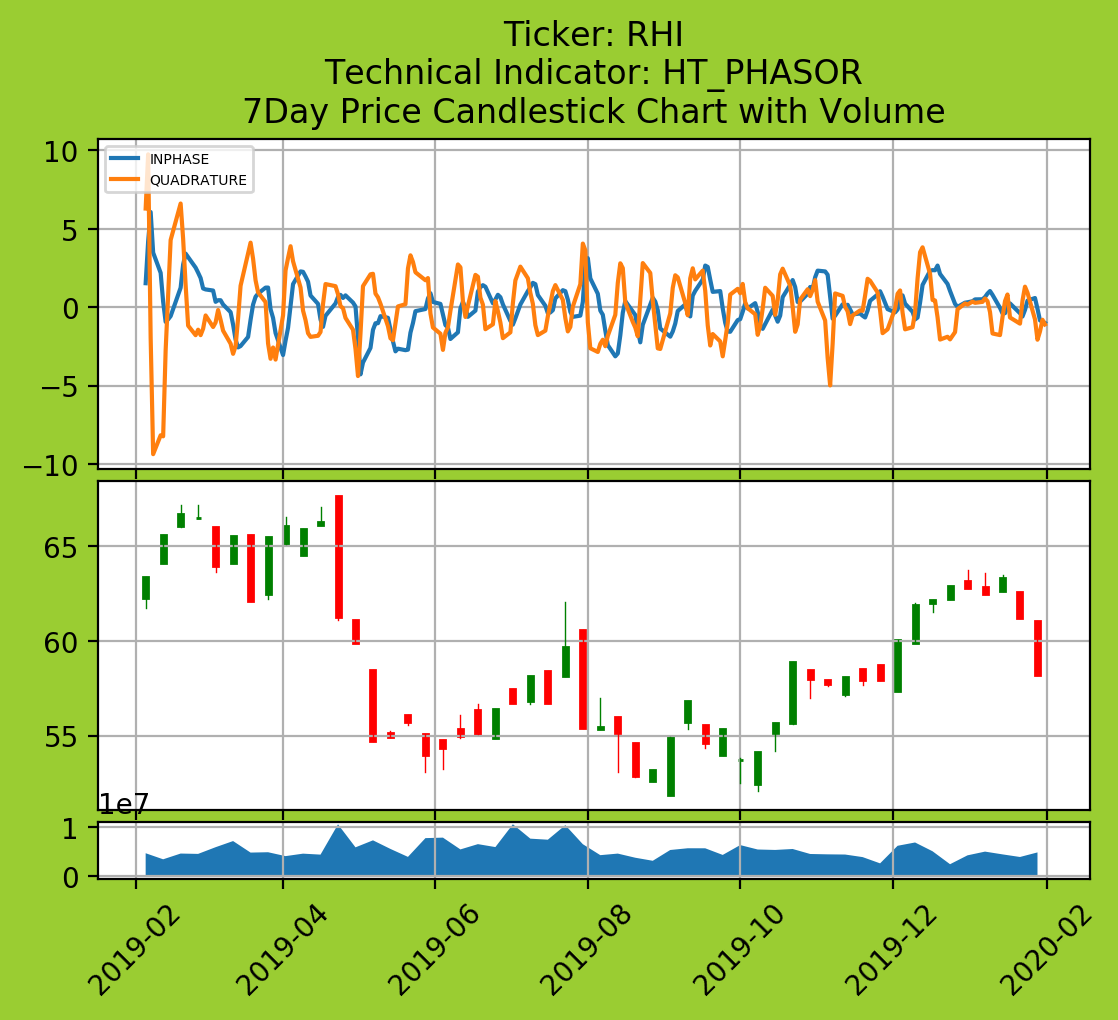 Ticker: RHI
Technical Indicator: HT_PHASOR
7Day Price Candlestick Chart with Volume
10
5
0
−5
−10
INPHASE
QUADRATURE
65
60
55
1e7
1
0
2019-02
2019-04
2019-06
2019-08
2019-10
2019-12
2020-02